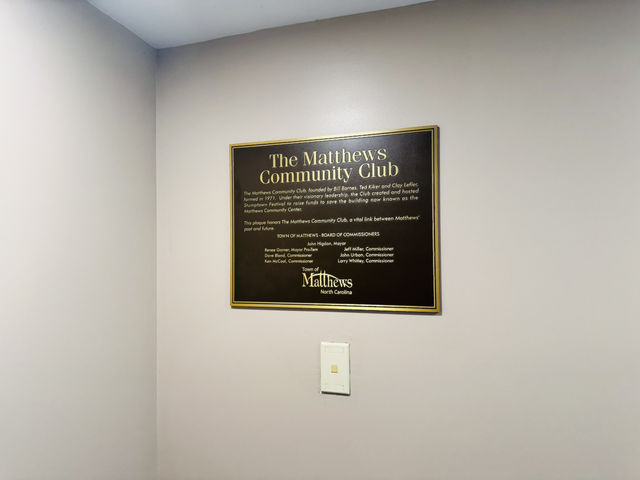 The Matthews
Community Club
The Matthews Community Club, founded by Bill Barnes, Ted Kiker and Clay Lefler,
formed in 1971. Under their visionary leadership, the Club created and hosted
Stumptown Festival to raise funds to save the building now known as the
Matthews Community Center.
This plaque honors The Matthews Community Club, a vital link between Matthews'
past and future.
TOWN OF MATTHEWS - BOARD OF COMMISSIONERS
John Higdon, Mayor
Renee Garner, Mayor Pro-Tem Jeff Miller, Commissioner
Dave Bland, Commissioner John Urban, Commissioner
Ken McCool, Commissioner Larry Whitley, Commissioner
Town of
Matthews
North Carolina